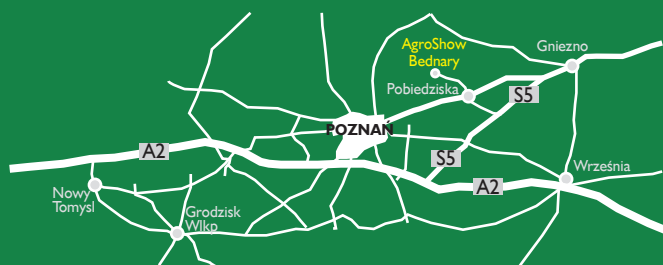 AgroShow
Bednary
Gniezno
Pobiedziska
S5
POZNAŃ
A2
S5
Września
A2
Nowy
Tomysl
Grodzisk
Wlkp